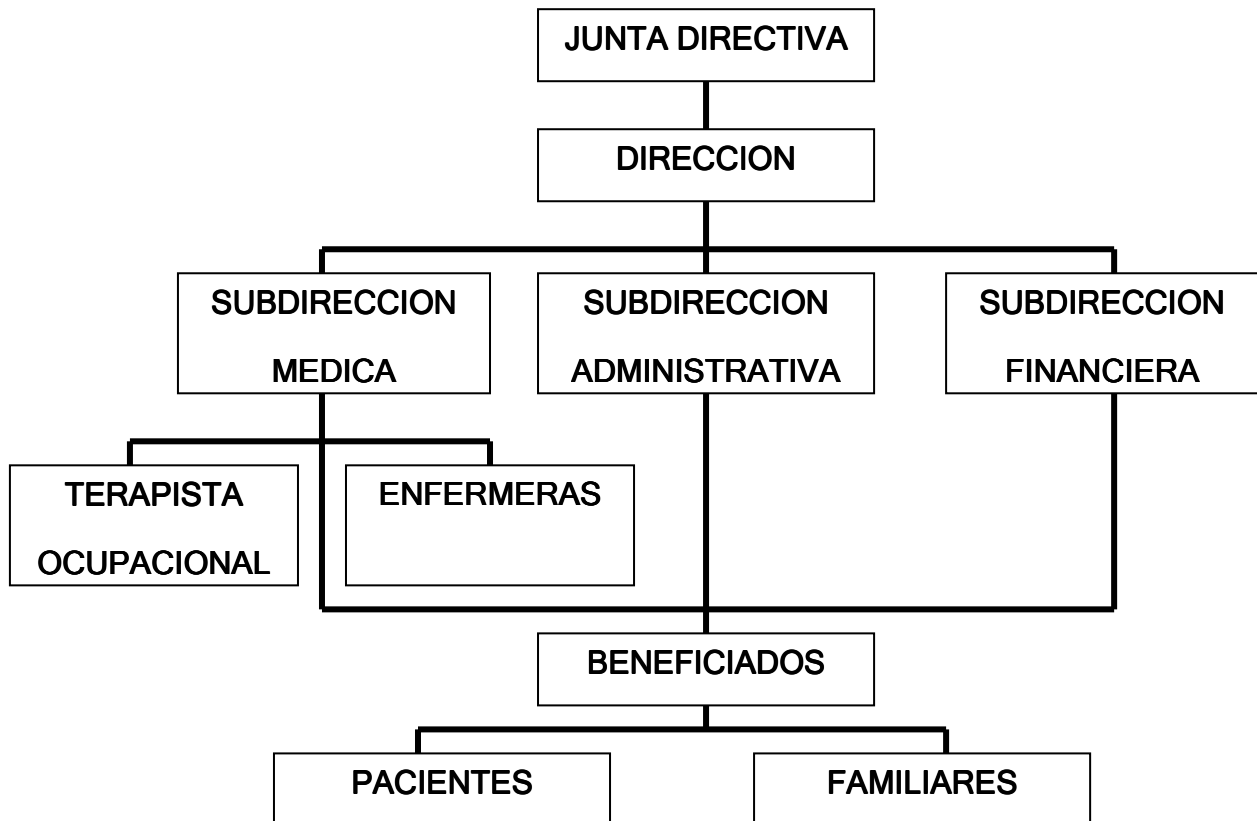 JUNTA DIRECTIVA
DIRECCION
SUBDIRECCION
MEDICA
SUBDIRECCION
ADMINISTRATIVA
SUBDIRECCION
FINANCIERA
TERAPISTA
OCUPACIONAL
ENFERMERAS
BENEFICIADOS
PACIENTES
FAMILIARES